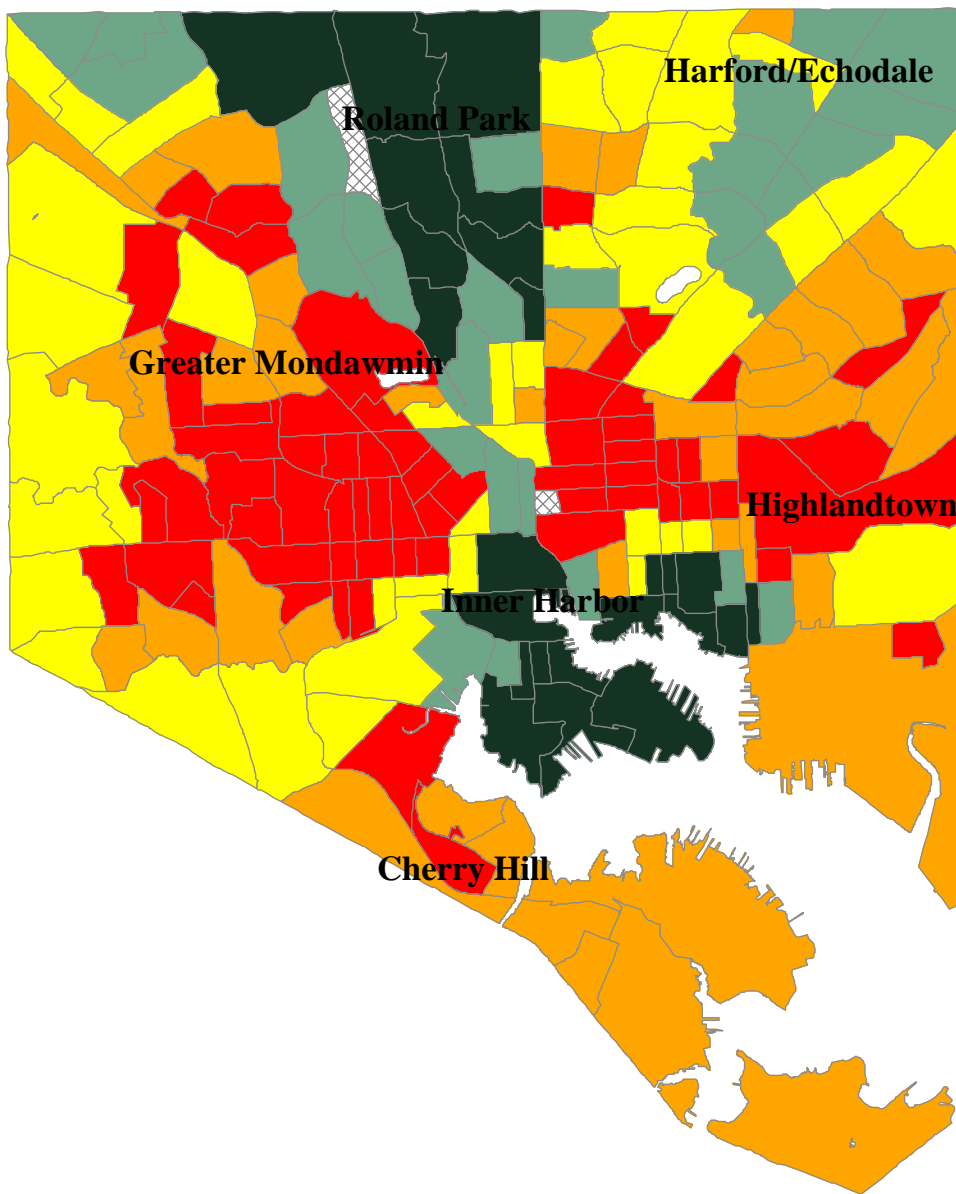 Harford/Echodale
Roland Park
Greater Mondawmin
Highlandtown
Inner Harbor
Cherry Hill